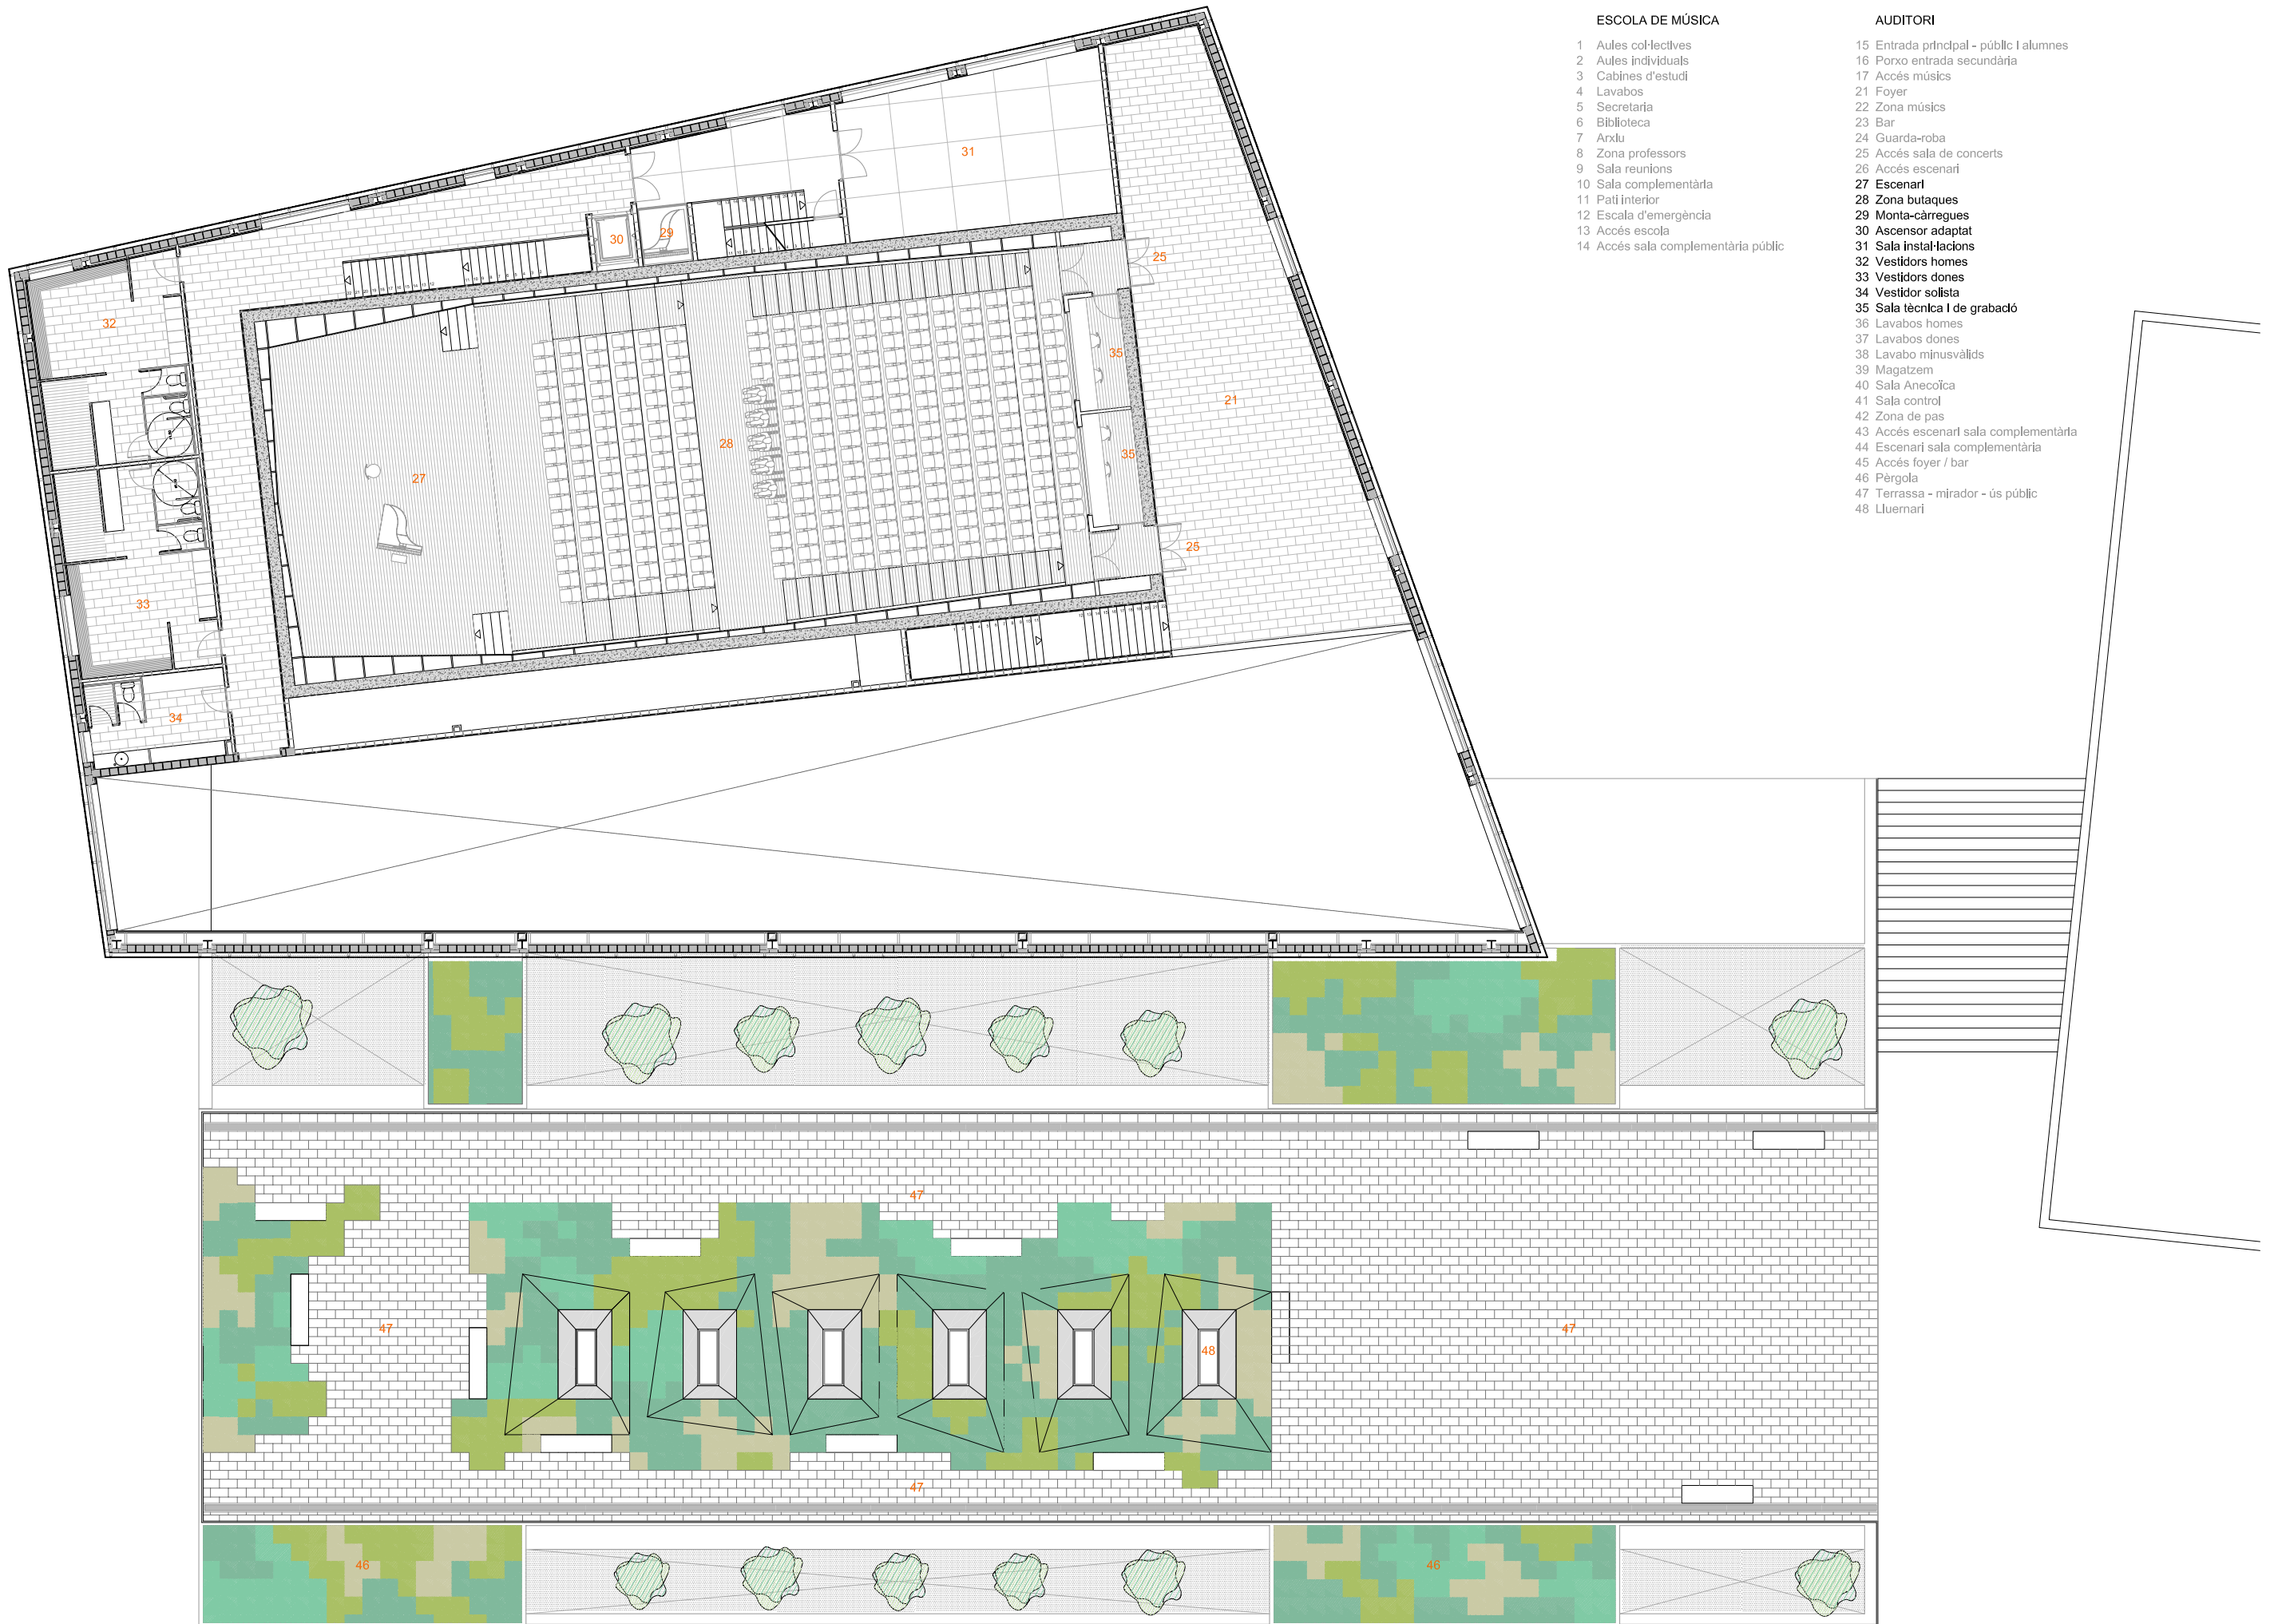 ESCOLA DE MÚSICA
1 Aules col·lectives
2 Aules individuals
3 Cabines d'estudi
4 Lavabos
5 Secretaria
6 Biblioteca
7 Arxiu
8 Zona professors
9 Sala reunions
10 Sala complementària
11 Pati interior
12 Escala d'emergència
13 Accés escola
14 Accés sala complementària públic
AUDITORI
15 Entrada principal - públic i alumnes
16 Porxo entrada secundària
17 Accés músics
21 Foyer
22 Zona músics
23 Bar
24 Guarda-roba
25 Accés sala de concerts
26 Accés escenari
27 Escenari
28 Zona butaques
29 Monta-càrregues
30 Ascensor adaptat
31 Sala instal·lacions
32 Vestidors homes
33 Vestidors dones
34 Vestidor solista
35 Sala tècnica i de grabació
36 Lavabos homes
37 Lavabos dones
38 Lavabo minusvàlids
39 Magatzem
40 Sala Anecoïca
41 Sala control
42 Zona de pas
43 Accés escenari sala complementària
44 Escenari sala complementària
45 Accés foyer / bar
46 Pèrgola
47 Terrassa - mirador - ús públic
48 Lluernari
31
30
29
25
32
35
21
28
35
27
25
33
34
47
47
47
48
47
46
46